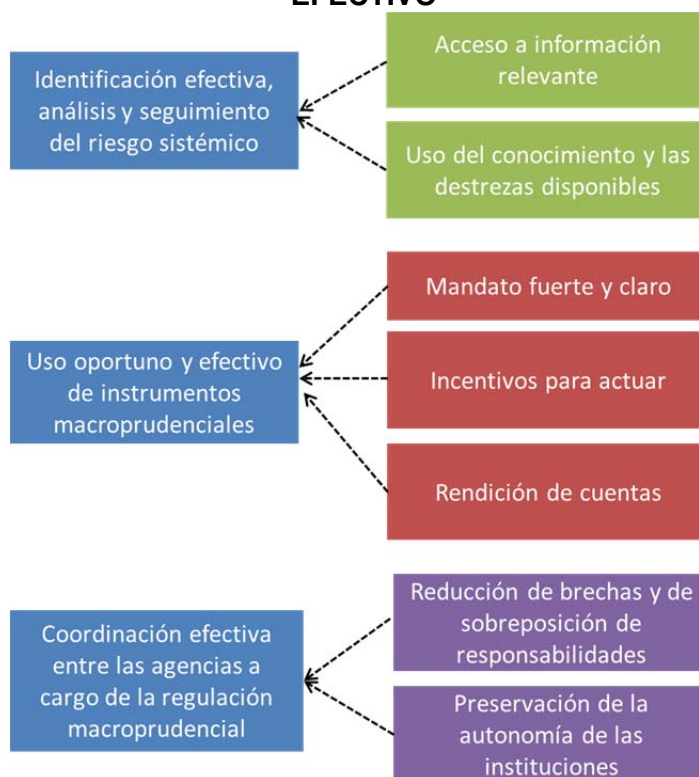 EFECTIVO
Identificación efectiva,
análisis y seguimiento
del riesgo sistémico
Acceso a información
relevante
Uso del conocimiento y las
destrezas disponibles
Uso oportuno y efectivo
de instrumentos
macroprudenciales
Mandato fuerte y claro
Incentivos para actuar
Rendición de cuentas
Coordinación efectiva
entre las agencias a
cargo de la regulación
macroprudencial
Reducción de brechas y de
sobreposición de
responsabilidades
Preservación de la
autonomía de las
instituciones